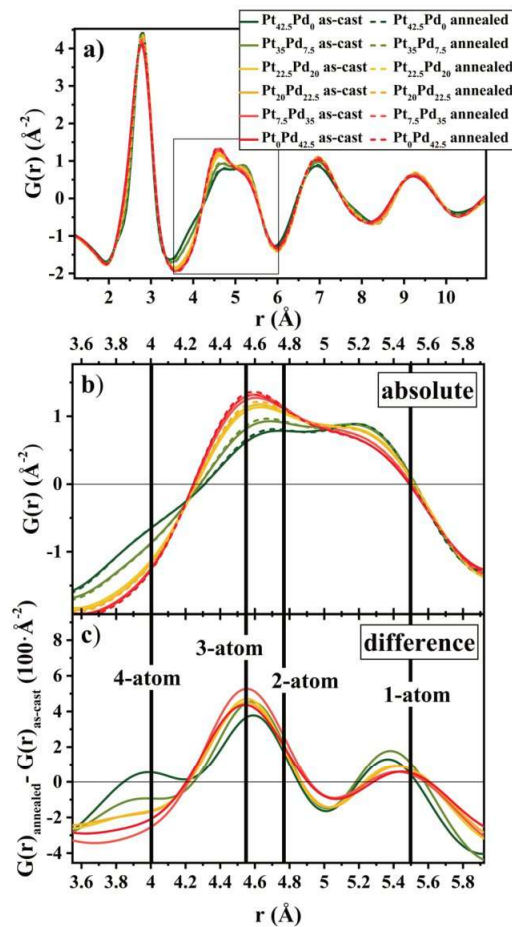 a)
Pt42.5Pd0 as-cast Pt42.5Pd0 annealed
Pt35Pd7.5 as-cast Pt35Pd7.5 annealed
Pt22.5Pd20 as-cast Pt22.5Pd20 annealed
Pt20Pd22.5 as-cast Pt20Pd22.5 annealed
Pt7.5Pd35 as-cast Pt7.5Pd35 annealed
Pt0Pd42.5 as-cast Pt0Pd42.5 annealed
G(r) (Å-2)
4
3
2
1
0
-1
-2
2 3 4 5 6 7 8 9 10
r (Å)
3.6 3.8 4.0 4.2 4.4 4.6 4.8 5.0 5.2 5.4 5.6 5.8
b)
absolute
G(r) (Å-2)
1
0
-1
c)
difference
3-atom
4-atom 2-atom
1-atom
G(r)annealed- G(r)as-cast (100· Å-2)
8
6
4
2
0
-2
-4
3.6 3.8 4 4.2 4.4 4.6 4.8 5.0 5.2 5.4 5.6 5.8
r (Å)